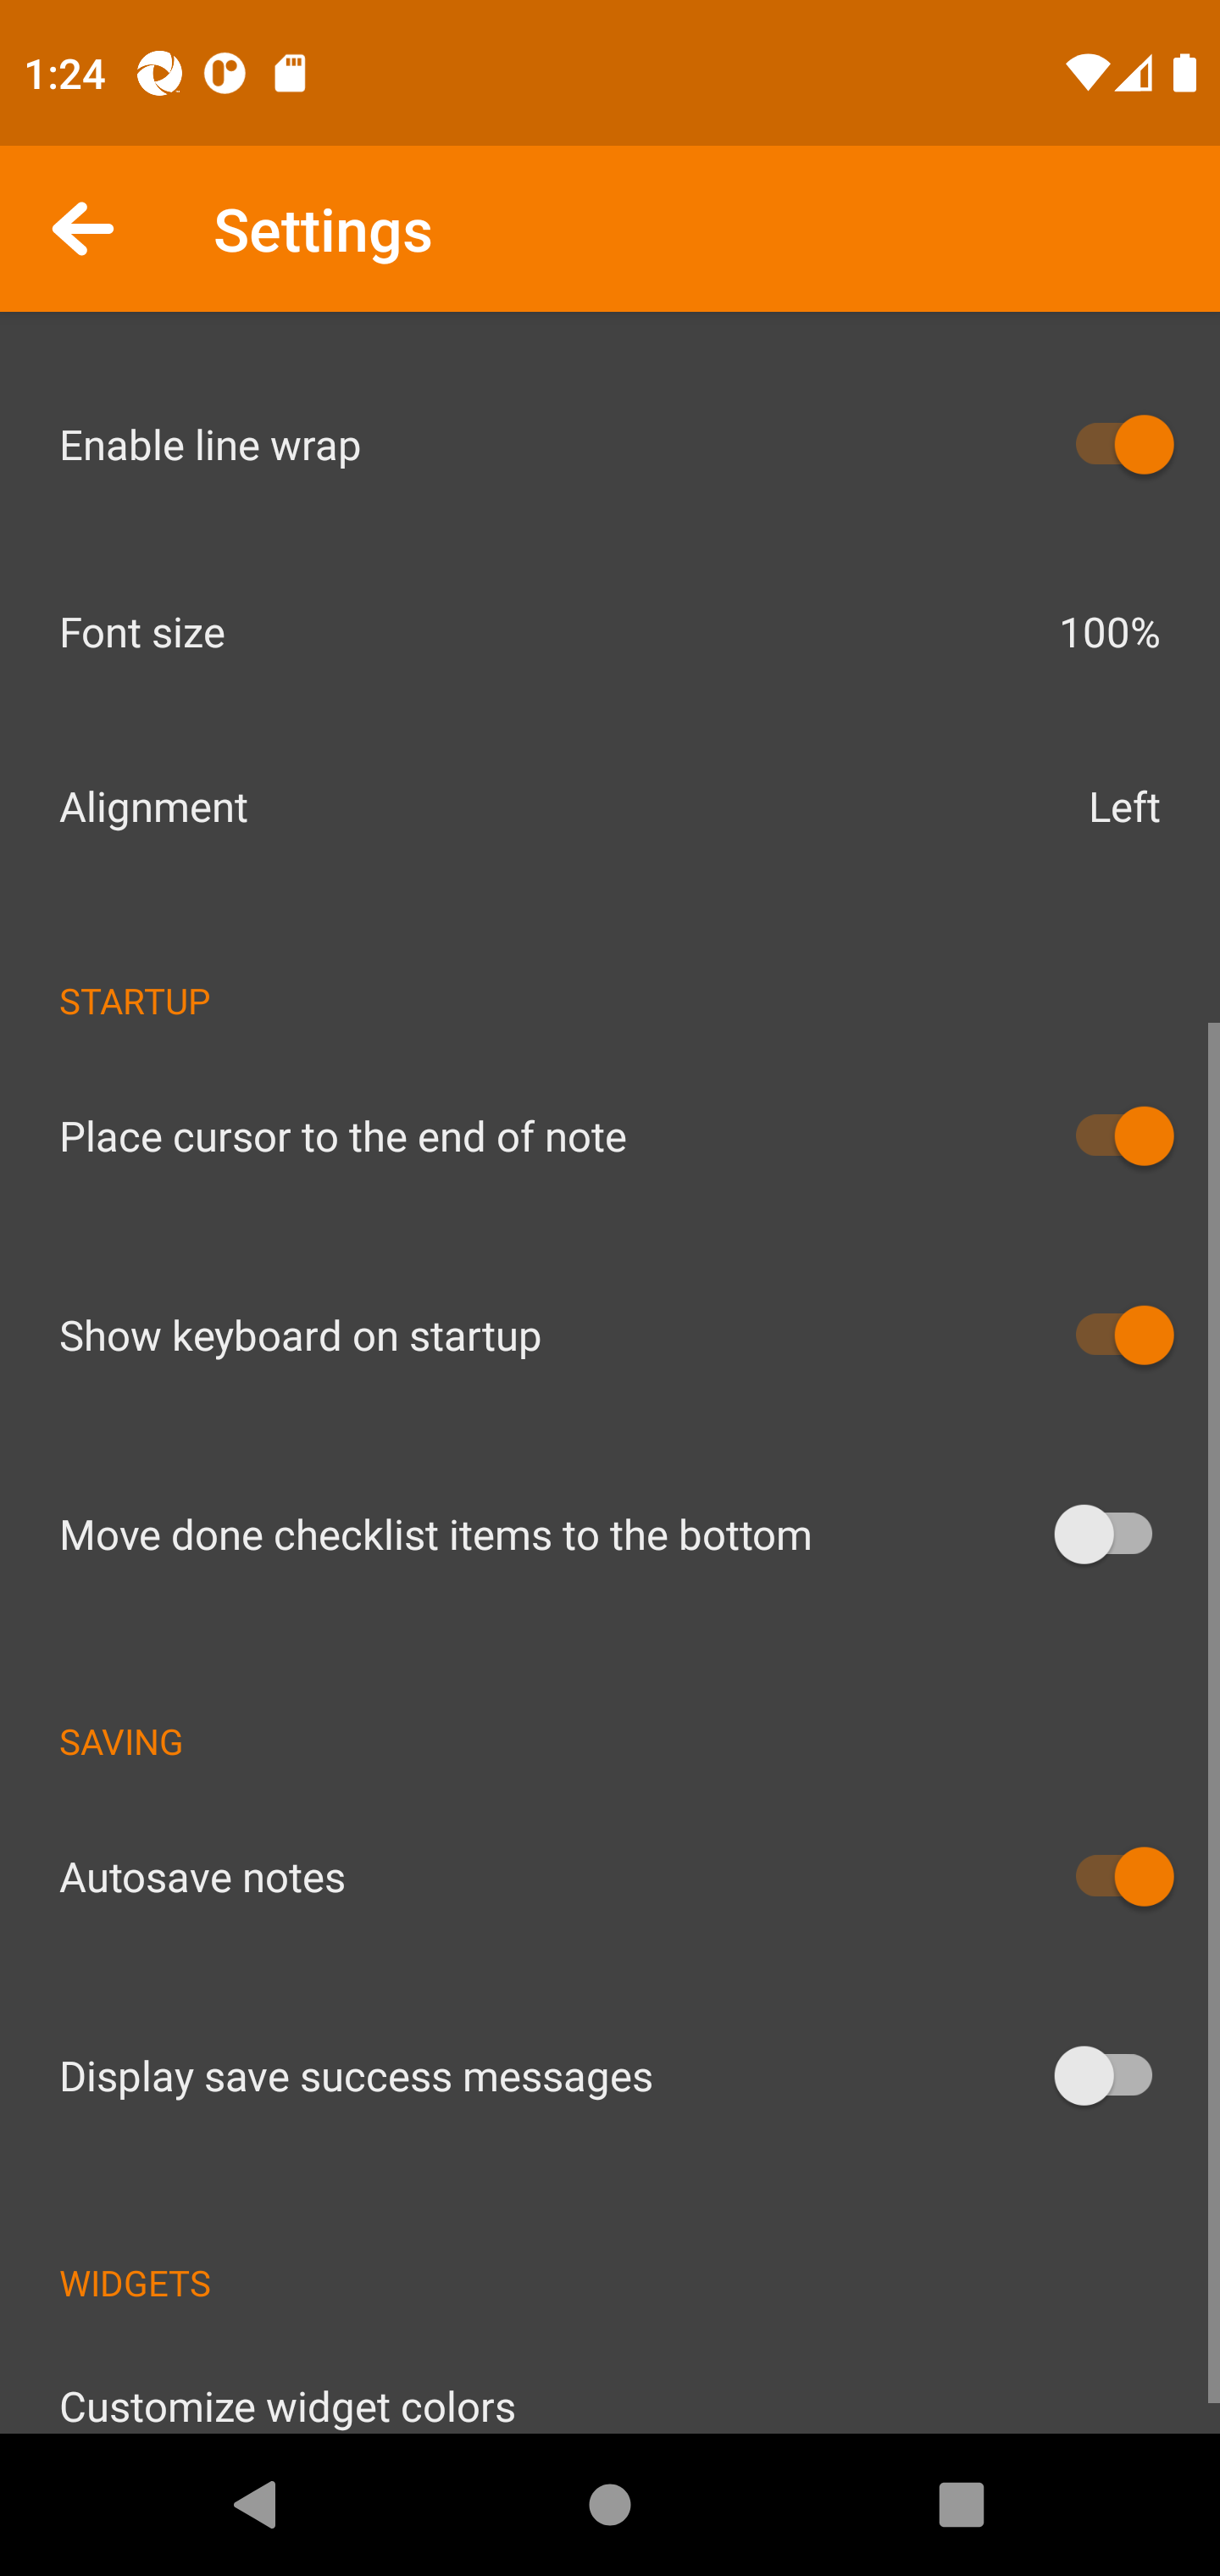 1:24
Settings
Enable line wrap
Font size 100%
Alignment Left
STARTUP
Place cursor to the end of note
Show keyboard on startup
Move done checklist items to the bottom
SAVING
Autosave notes
Display save success messages
WIDGETS
Customize widget colors